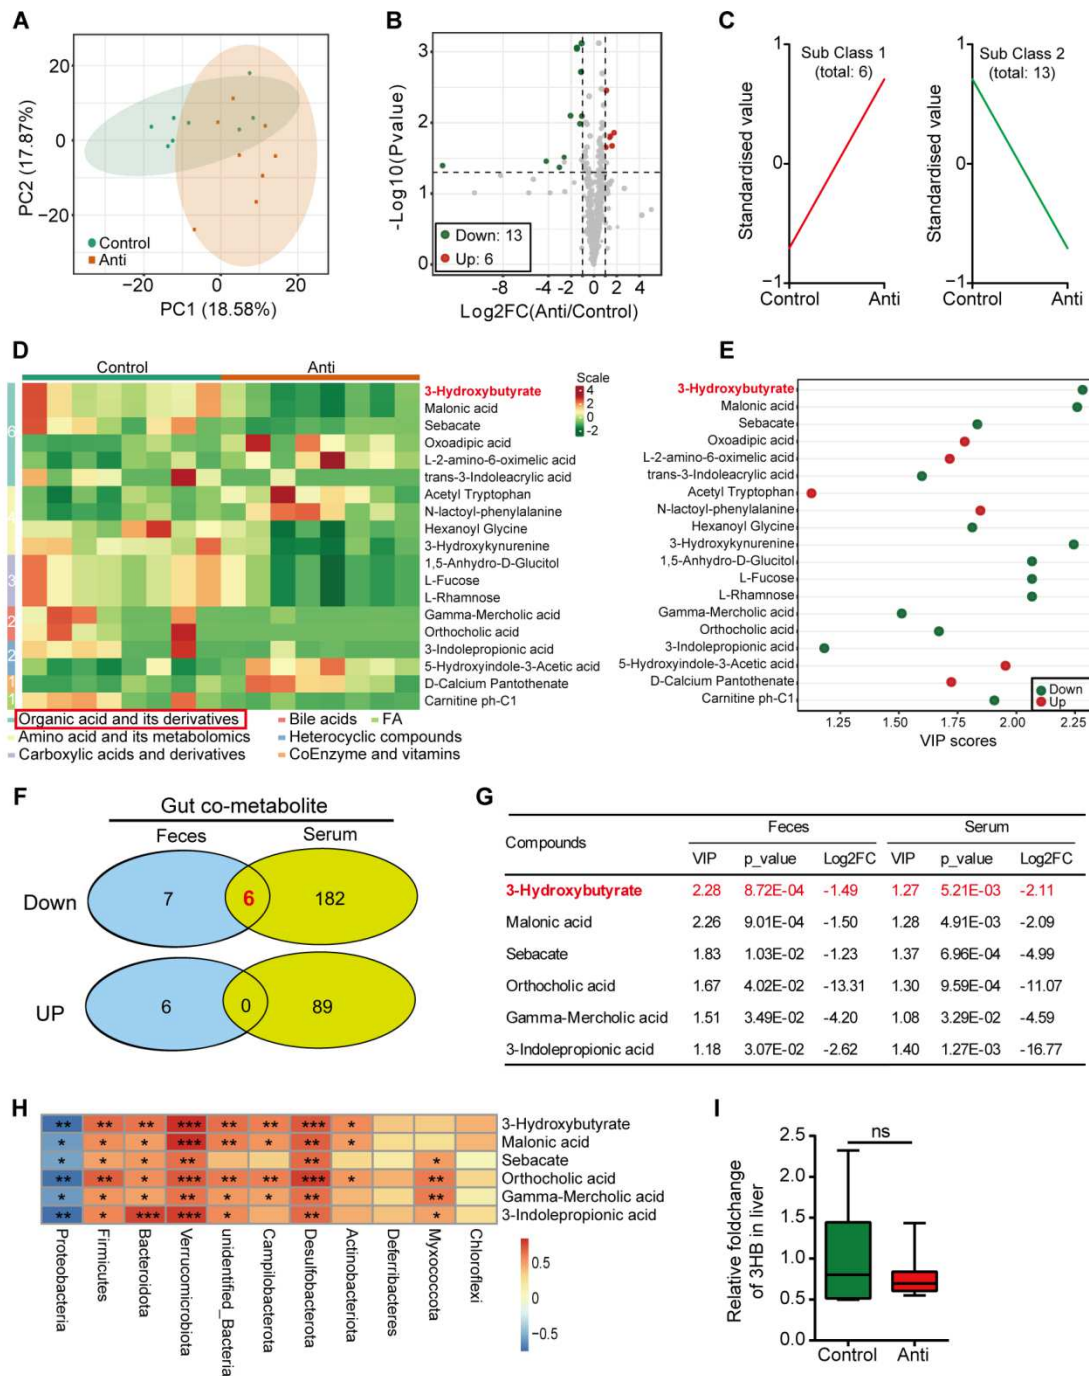 A
PC2 (17.87%)
20
0
−20
Control
Anti
−20
0
20
PC1 (18.58%)
B
-Log10(Pvalue)
3
2
1
0
Down: 13
Up: 6
-8
-4
-2
0
2
4
Log2FC(Anti/Control)
C
Standardised value
1
0
−1
Sub Class 1
(total: 6)
Control
Anti
Standardised value
1
0
−1
Sub Class 2
(total: 13)
Control
Anti
D
Control
Anti
6
3
2
2
1
1
3-Hydroxybutyrate
Malonic acid
Sebacate
Oxoadipic acid
L-2-amino-6-oximelic acid
trans-3-Indoleacrylic acid
Acetyl Tryptophan
N-lactoyl-phenylalanine
Hexanoyl Glycine
3-Hydroxykynurenine
1,5-Anhydro-D-Glucitol
L-Fucose
L-Rhamnose
Gamma-Mercholic acid
Orthocholic acid
3-Indolepropionic acid
5-Hydroxyindole-3-Acetic acid
D-Calcium Pantothenate
Carnitine ph-C1
Scale
4
2
0
-2
Organic acid and its derivatives
Amino acid and its metabolomics
Carboxylic acids and derivatives
Bile acids
FA
Heterocyclic compounds
CoEnzyme and vitamins
E
3-Hydroxybutyrate
Malonic acid
Sebacate
Oxoadipic acid
L-2-amino-6-oximelic acid
trans-3-Indoleacrylic acid
Acetyl Tryptophan
N-lactoyl-phenylalanine
Hexanoyl Glycine
3-Hydroxykynurenine
1,5-Anhydro-D-Glucitol
L-Fucose
L-Rhamnose
Gamma-Mercholic acid
Orthocholic acid
3-Indolepropionic acid
5-Hydroxyindole-3-Acetic acid
D-Calcium Pantothenate
Carnitine ph-C1
Down
Up
1.25
1.50
1.75
2.00
2.25
VIP scores
F
Gut co-metabolite
Feces
Serum
Down
7
6
182
UP
6
0
89
G
Compounds
Feces
Serum
VIP p_value Log2FC VIP p_value Log2FC
3-Hydroxybutyrate 2.28 8.72E-04 -1.49 1.27 5.21E-03 -2.11
Malonic acid 2.26 9.01E-04 -1.50 1.28 4.91E-03 -2.09
Sebacate 1.83 1.03E-02 -1.23 1.37 6.96E-04 -4.99
Orthocholic acid 1.67 4.02E-02 -13.31 1.30 9.59E-04 -11.07
Gamma-Mercholic acid 1.51 3.49E-02 -4.20 1.08 3.29E-02 -4.59
3-Indolepropionic acid 1.18 3.07E-02 -2.62 1.40 1.27E-03 -16.77
H
** ** ** *** ** ** *** * 3-Hydroxybutyrate
* * * *** ** * ** * Malonic acid
* * * ** ** * Sebacate
** ** * *** ** ** *** * ** Orthocholic acid
* * * ** * * ** ** Gamma-Mercholic acid
** * *** *** * ** * 3-Indolepropionic acid
Proteobacteria
Firmicutes
Bacteroidota
Verrucomicrobiota
unidentified_Bacteria
Campilobacterota
Desulfobacterota
Actinobacteriota
Deferribacteres
Myxococcota
Chloroflexi
0.5
0
−0.5
I
Relative foldchange
of 3HB in liver
2.5
2.0
1.5
1.0
0.5
0.0
ns
Control
Anti